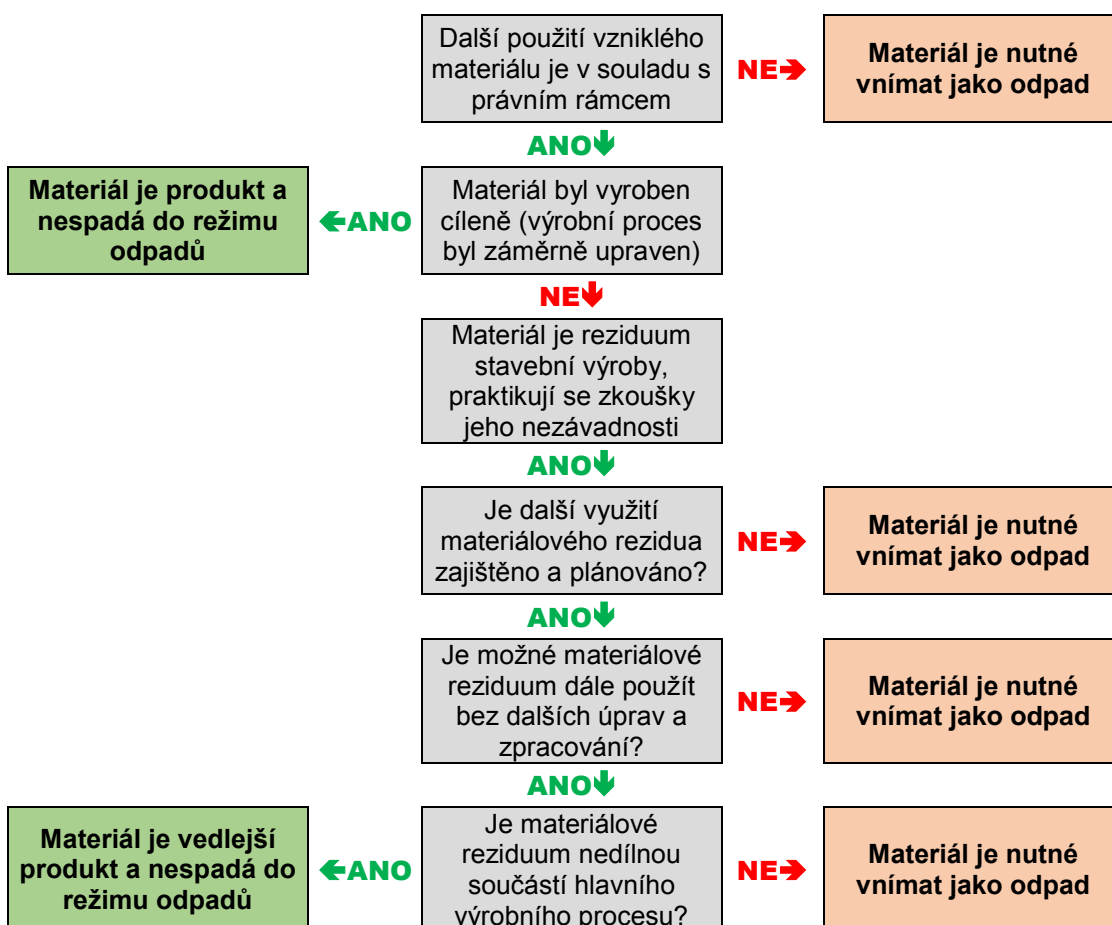 Další použití vzniklého
materiálu je v souladu s
právním rámcem
NE
Materiál je nutné
vnímat jako odpad
ANO
Materiál je produkt a
nespadá do režimu
odpadů
ANO
Materiál byl vyroben
cíleně (výrobní proces
byl záměrně upraven)
NE
Materiál je reziduum
stavební výroby,
praktikují se zkoušky
jeho nezávadnosti
ANO
Je další využití
materiálového rezidua
zajištěno a plánováno?
NE
Materiál je nutné
vnímat jako odpad
ANO
Je možné materiálové
reziduum dále použít
bez dalších úprav a
zpracování?
NE
Materiál je nutné
vnímat jako odpad
ANO
Materiál je vedlejší
produkt a nespadá do
režimu odpadů
ANO
Je materiálové
reziduum nedílnou
součástí hlavního
výrobního procesu?
NE
Materiál je nutné
vnímat jako odpad